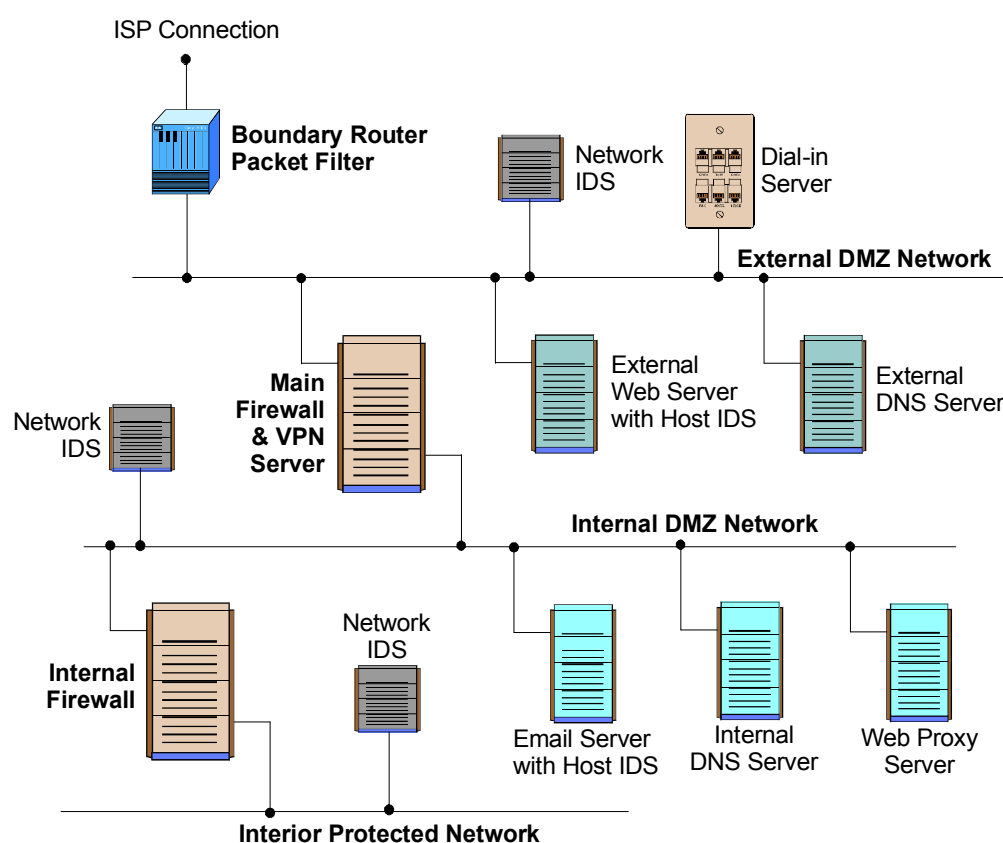 ISP Connection
Boundary Router
Packet Filter
Network
IDS
Dial-in
Server
External DMZ Network
Main
Firewall
& VPN
Server
External
Web Server
with Host IDS
External
DNS Server
Network
IDS
Internal DMZ Network
Internal
Firewall
Network
IDS
Email Server
with Host IDS
Internal
DNS Server
Web Proxy
Server
Interior Protected Network